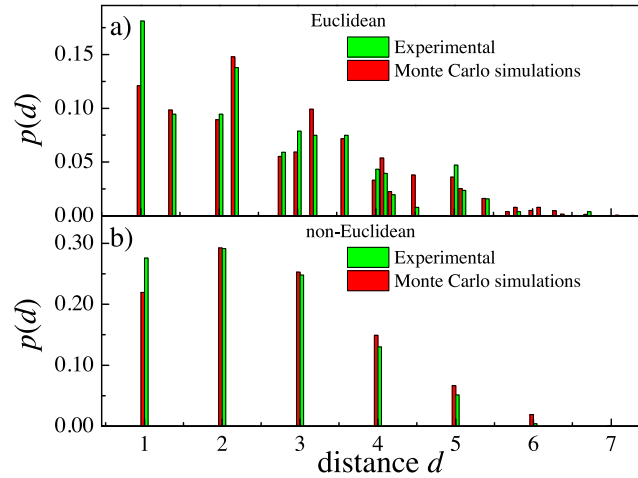 a)
Euclidean
Experimental
Monte Carlo simulations
p(d)
0.15
0.10
0.05
0.00
b)
non-Euclidean
Experimental
Monte Carlo simulations
p(d)
0.30
0.20
0.10
0.00
1 2 3 4 5 6 7
distance d